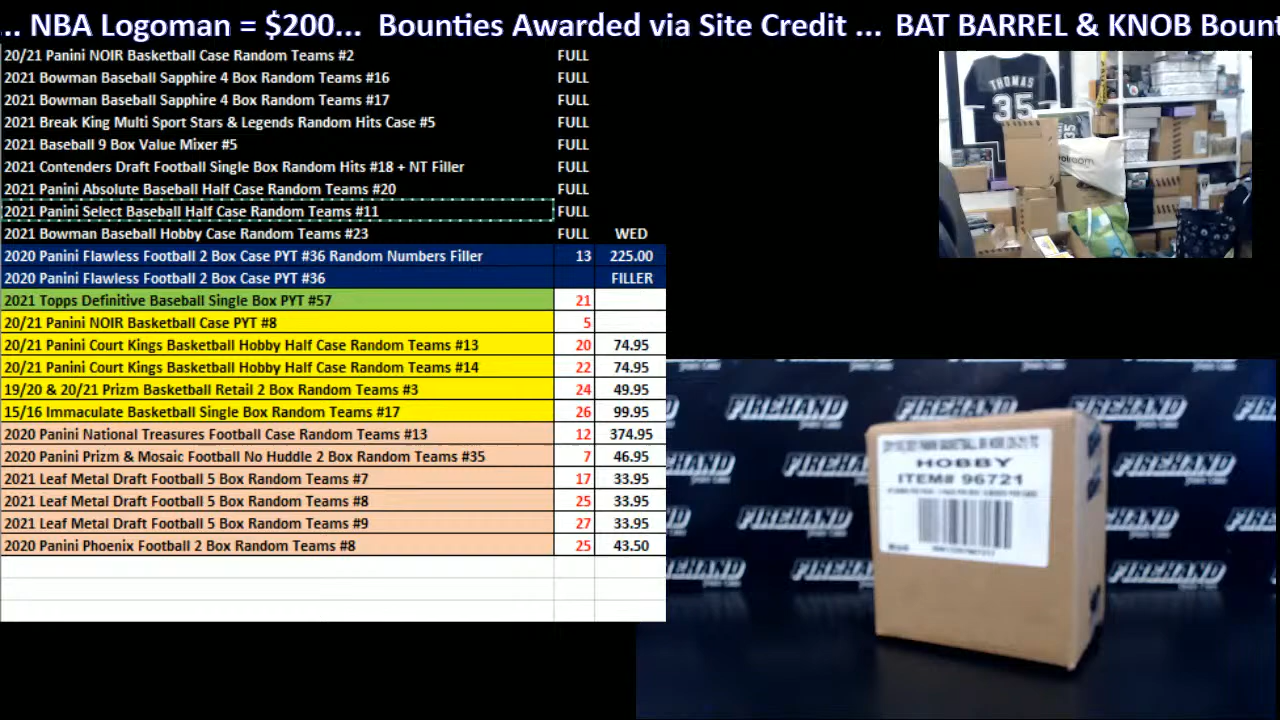 ... NBA Logoman = $200... Bounties Awarded via Site Credit ... BAT BARREL & KNOB Bount
20/21 Panini NOIR Basketball Case Random Teams #2 FULL
2021 Bowman Baseball Sapphire 4 Box Random Teams #16 FULL
2021 Bowman Baseball Sapphire 4 Box Random Teams #17 FULL
2021 Break King Multi Sport Stars & Legends Random Hits Case #5 FULL
2021 Baseball 9 Box Value Mixer #5 FULL
2021 Contenders Draft Football Single Box Random Hits #18 + NT Filler FULL
2021 Panini Absolute Baseball Half Case Random Teams #20 FULL
2021 Panini Select Baseball Half Case Random Teams #11 FULL
2021 Bowman Baseball Hobby Case Random Teams #23 FULL WED
2020 Panini Flawless Football 2 Box Case PYT #36 Random Numbers Filler 13 225.00
2020 Panini Flawless Football 2 Box Case PYT #36 FILLER
2021 Topps Definitive Baseball Single Box PYT #57 21
20/21 Panini NOIR Basketball Case PYT #8 5
20/21 Panini Court Kings Basketball Hobby Half Case Random Teams #13 20 74.95
20/21 Panini Court Kings Basketball Hobby Half Case Random Teams #14 22 74.95
19/20 & 20/21 Prizm Basketball Retail 2 Box Random Teams #3 24 49.95
15/16 Immaculate Basketball Single Box Random Teams #17 26 99.95
2020 Panini National Treasures Football Case Random Teams #13 12 374.95
2020 Panini Prizm & Mosaic Football No Huddle 2 Box Random Teams #35 7 46.95
2021 Leaf Metal Draft Football 5 Box Random Teams #7 17 33.95
2021 Leaf Metal Draft Football 5 Box Random Teams #8 25 33.95
2021 Leaf Metal Draft Football 5 Box Random Teams #9 27 33.95
2020 Panini Phoenix Football 2 Box Random Teams #8 25 43.50
THOMAS
35
FIREHAND
HOBBY
ITEM# 96721
FIREHAND
FIREHAND